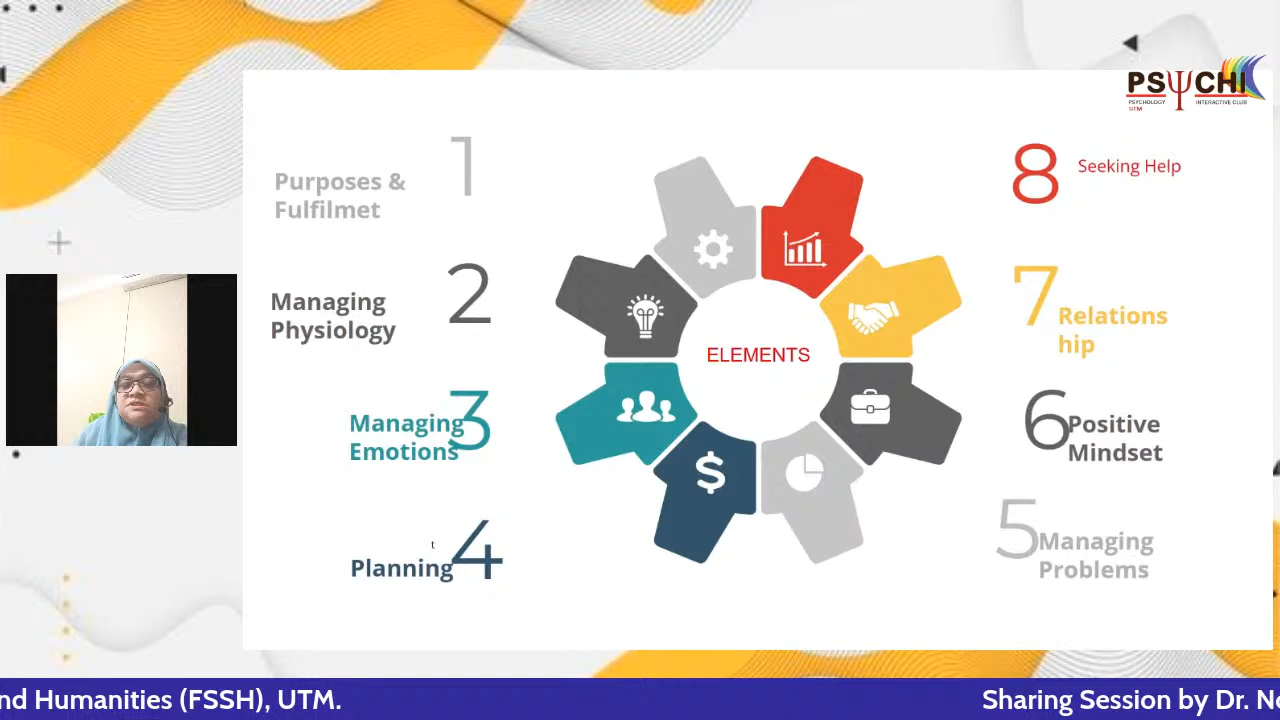 PSYCHI
PSYCHOLOGY
INTERACTIVE CLUB
UTM
1
Purposes &
Fulfilmet
2
Managing
Physiology
3
Managing
Emotions
t
4
Planning
ELEMENTS
$
8
Seeking Help
7
Relations
hip
6
Positive
Mindset
5
Managing
Problems
nd Humanities (FSSH), UTM.
Sharing Session by Dr.